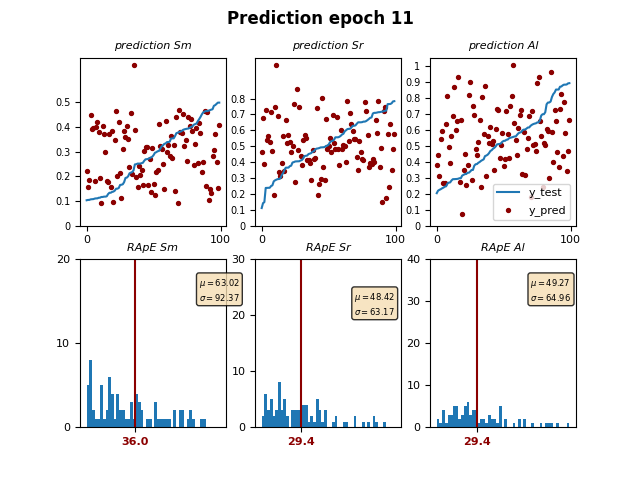 Prediction epoch 11
prediction Sm
prediction Sr
prediction Al
0.5
0.4
0.3
0.2
0.1
0
0 100
0.8
0.7
0.6
0.5
0.4
0.3
0.2
0.1
0
0 100
1
0.9
0.8
0.7
0.6
0.5
0.4
0.3
0.2
0.1
0
0 100
y_test
y_pred
RApE Sm
RApE Sr
RApE Al
20
10
0
μ = 63.02
σ = 92.37
36.0
30
20
10
0
μ = 48.42
σ = 63.17
29.4
40
30
20
10
0
μ = 49.27
σ = 64.96
29.4